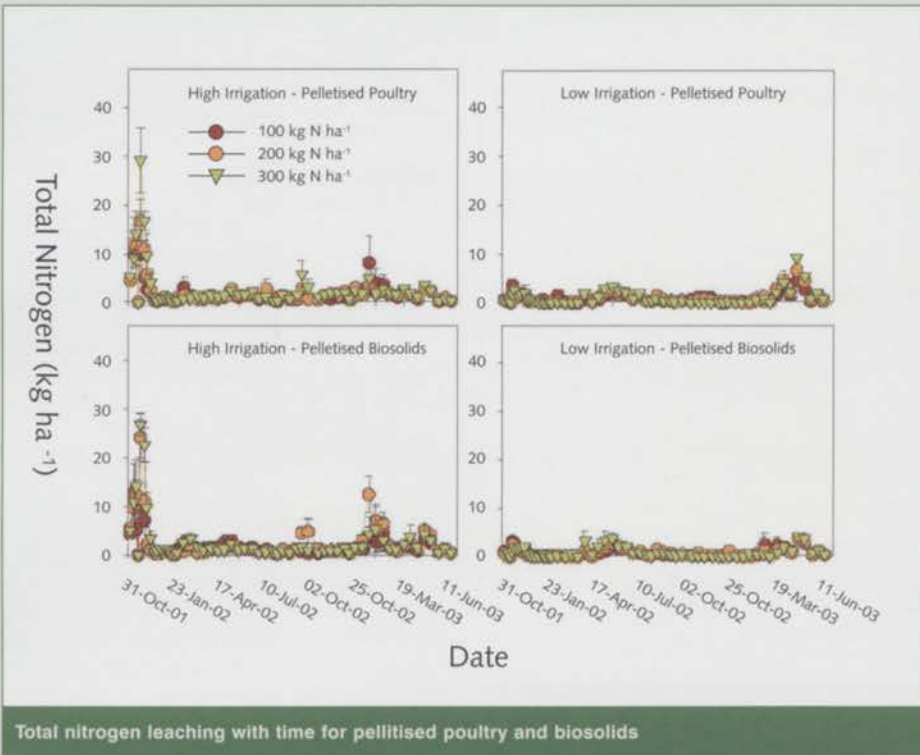 High Irrigation - Pelletised Poultry
Low Irrigation - Pelletised Poultry
100 kg N ha⁻¹
200 kg N ha⁻¹
300 kg N ha⁻¹
40
30
20
10
0
40
30
20
10
0
High Irrigation - Pelletised Biosolids
Low Irrigation - Pelletised Biosolids
40
30
20
10
0
40
30
20
10
0
Total Nitrogen (kg ha -¹)
31-Oct-01
23-Jan-02
17-Apr-02
10-Jul-02
02-Oct-02
25-Oct-02
19-Mar-03
11-Jun-03
31-Oct-01
23-Jan-02
17-Apr-02
10-Jul-02
02-Oct-02
25-Oct-02
19-Mar-03
11-Jun-03
Date
Total nitrogen leaching with time for pellitised poultry and biosolids